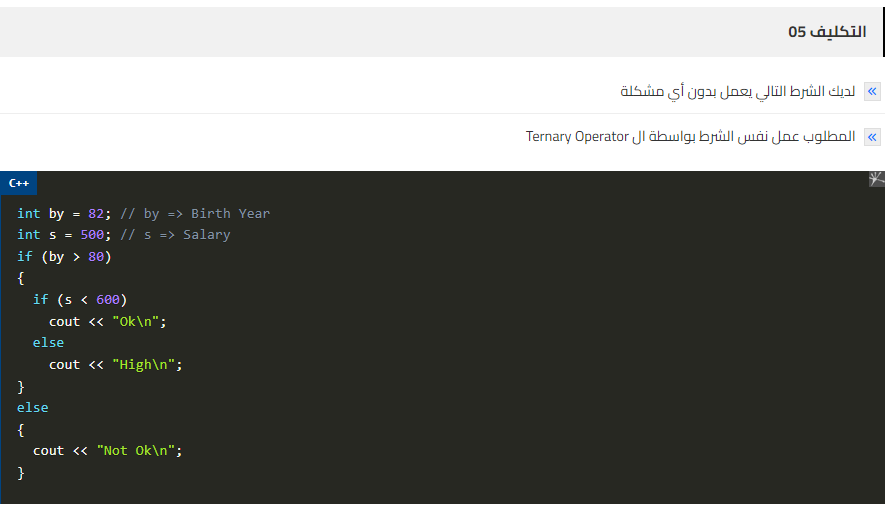 التكليف 05
» لديك الشرط التالي يعمل بدون أي مشكلة
» المطلوب عمل نفس الشرط بواسطة ال Ternary Operator
C++
int by = 82; // by => Birth Year
int s = 500; // s => Salary
if (by > 80)
{
  if (s < 600)
    cout << "Ok\n";
  else
    cout << "High\n";
}
else
{
  cout << "Not Ok\n";
}